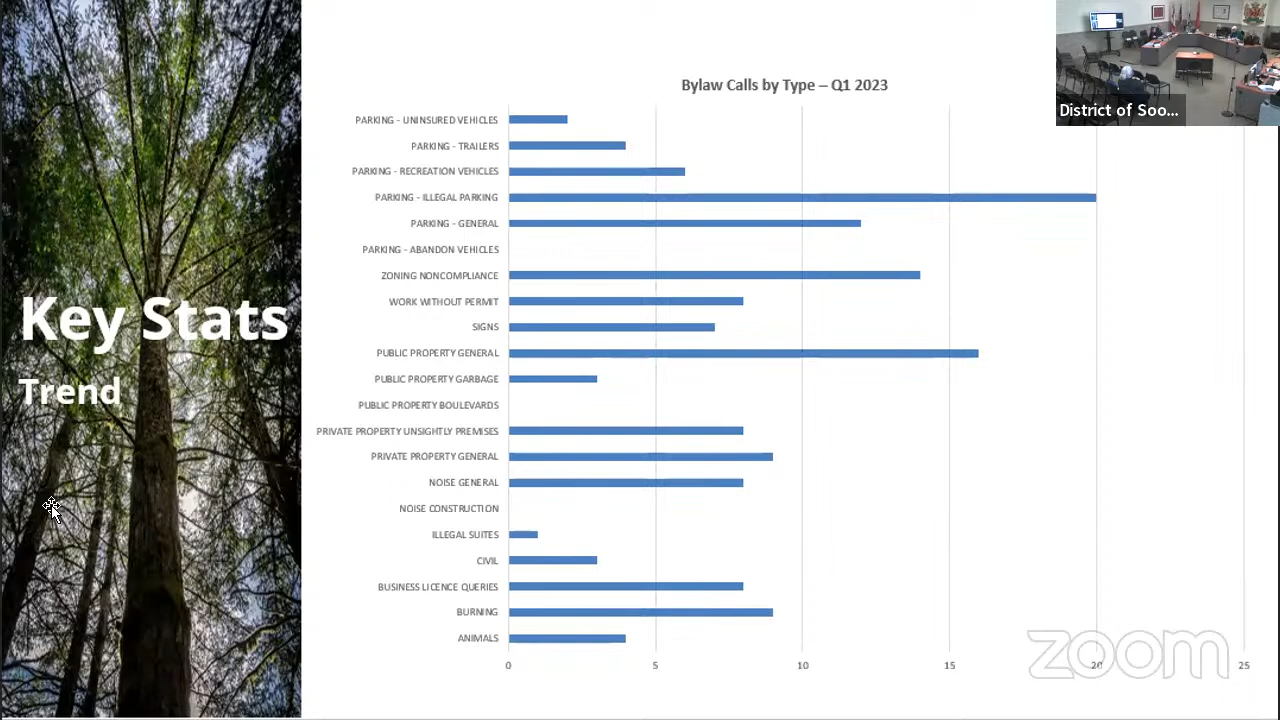 Key Stats
Trend
Bylaw Calls by Type – Q1 2023
District of Soo...
PARKING - UNINSURED VEHICLES
PARKING - TRAILERS
PARKING - RECREATION VEHICLES
PARKING - ILLEGAL PARKING
PARKING - GENERAL
PARKING - ABANDON VEHICLES
ZONING NONCOMPLIANCE
WORK WITHOUT PERMIT
SIGNS
PUBLIC PROPERTY GENERAL
PUBLIC PROPERTY GARBAGE
PUBLIC PROPERTY BOULEVARDS
PRIVATE PROPERTY UNSIGHTLY PREMISES
PRIVATE PROPERTY GENERAL
NOISE GENERAL
NOISE CONSTRUCTION
ILLEGAL SUITES
CIVIL
BUSINESS LICENCE QUERIES
BURNING
ANIMALS
0 5 10 15 20 25
zoom